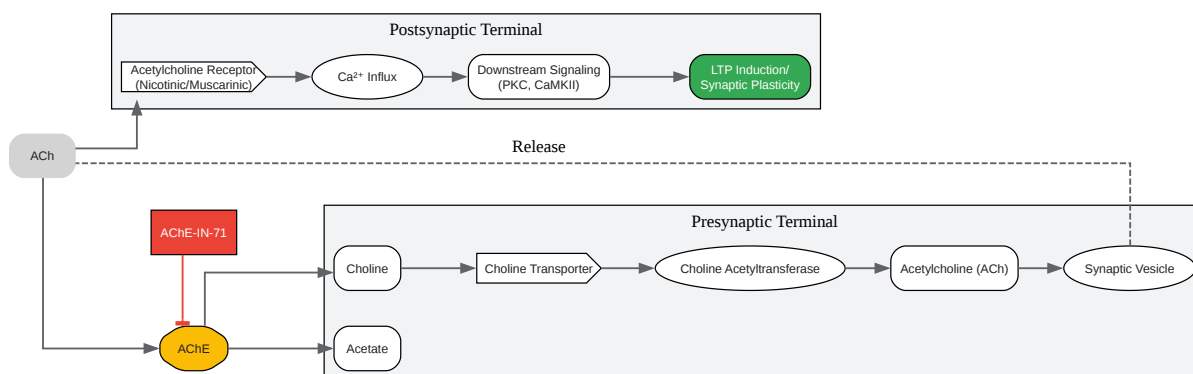 Postsynaptic Terminal
Acetylcholine Receptor
(Nicotinic/Muscarinic)
Ca²⁺ Influx
Downstream Signaling
(PKC, CaMKII)
LTP Induction/
Synaptic Plasticity
ACh
Release
AChE-IN-71
Presynaptic Terminal
Choline
Choline Transporter
Choline Acetyltransferase
Acetylcholine (ACh)
Synaptic Vesicle
AChE
Acetate